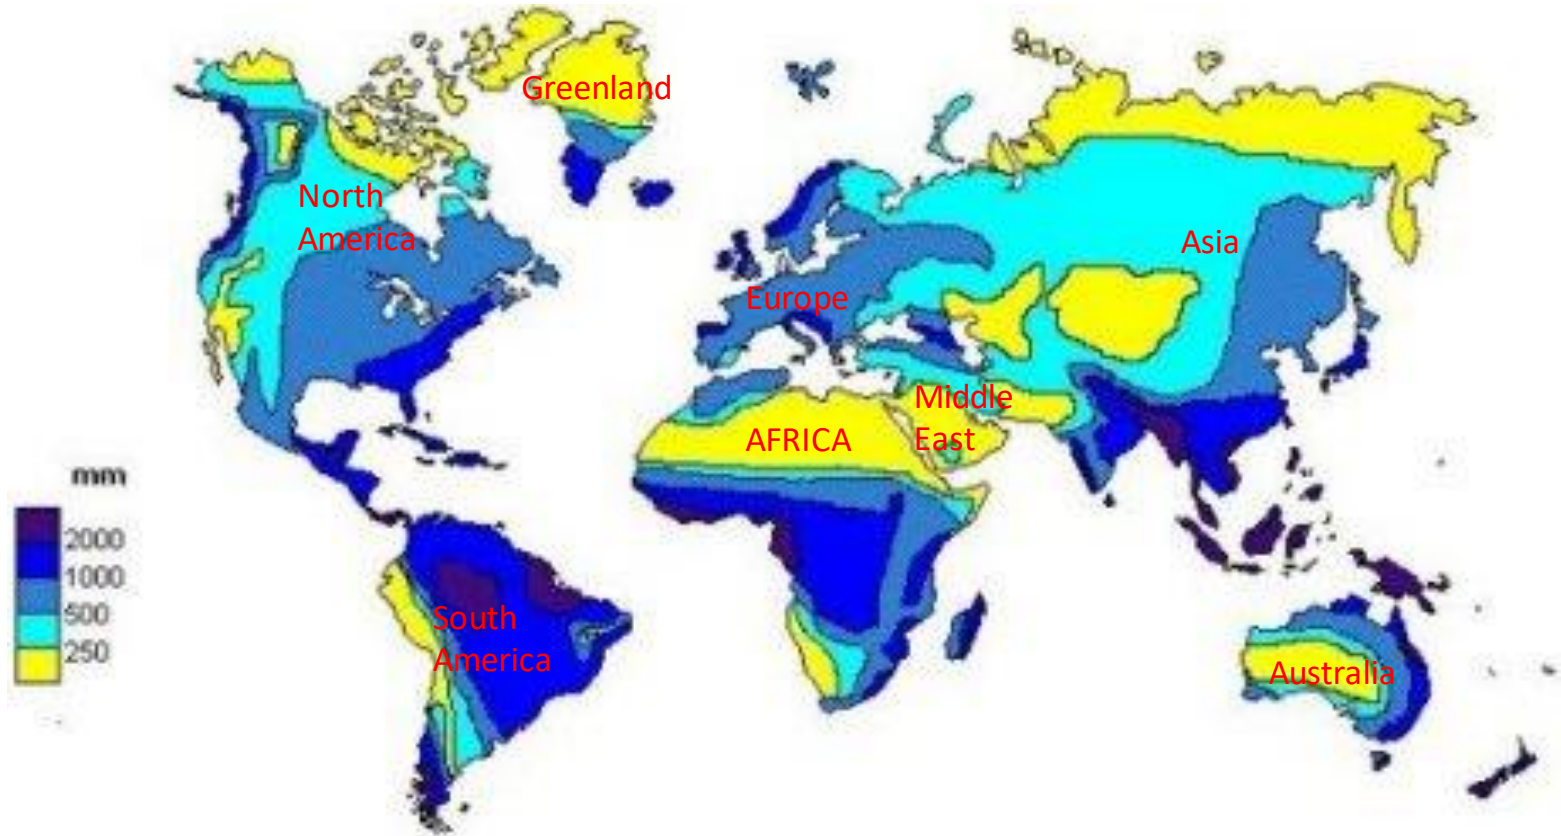 Greenland
North
America
Asia
Europe
Middle
East
AFRICA
mm
2000
1000
500
250
South
America
Australia